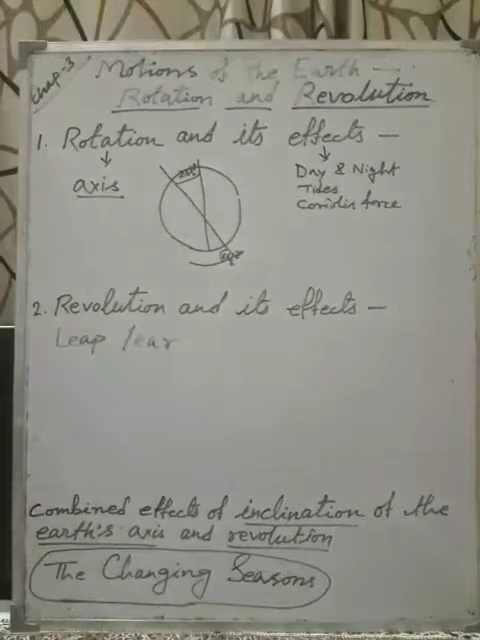 Chap-3
Motions of the Earth —
Rotation and Revolution
1. Rotation and its effects —
axis
Day & Night
Tides
Coriolis force
2. Revolution and its effects —
Leap Year
Combined effects of inclination of the
earth's axis and revolution
The Changing Seasons